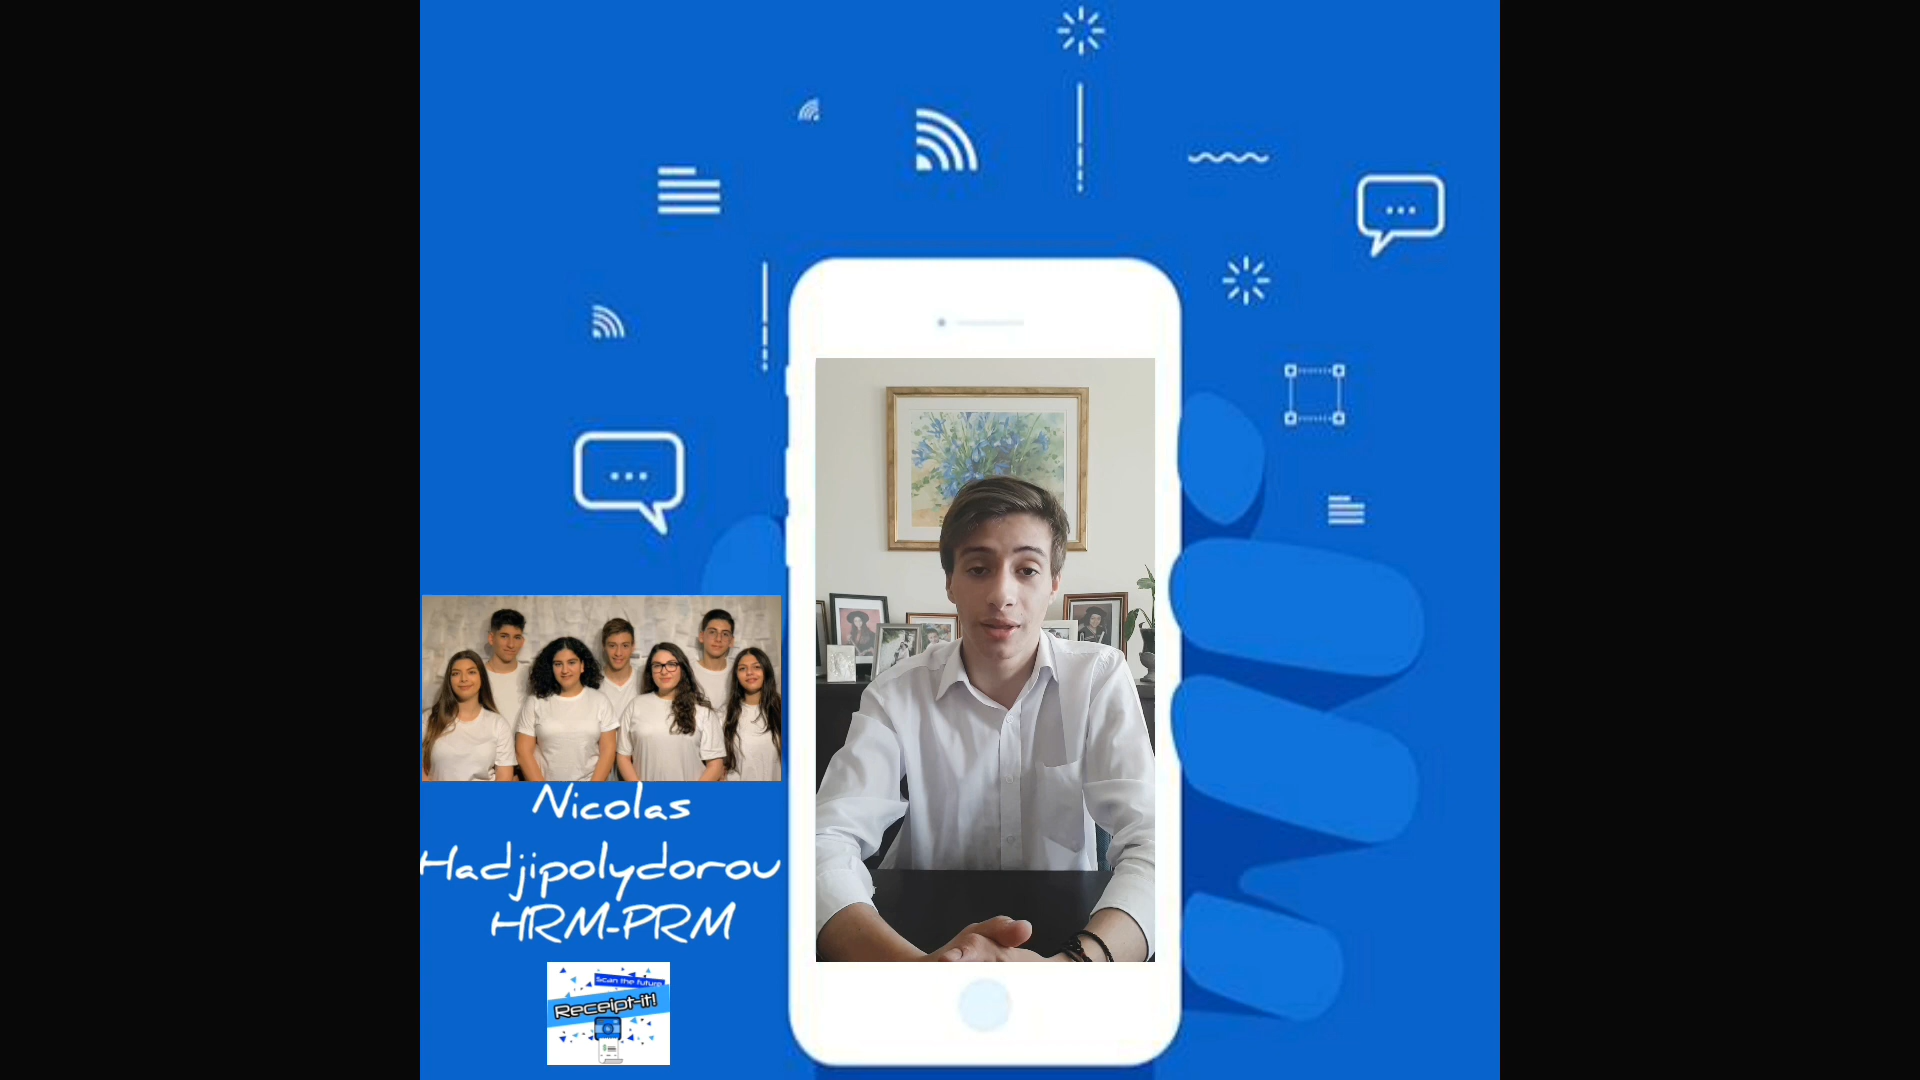 Nicolas
Hadjipolydorou
HRM-PRM
Scan the future
Receipt-it!